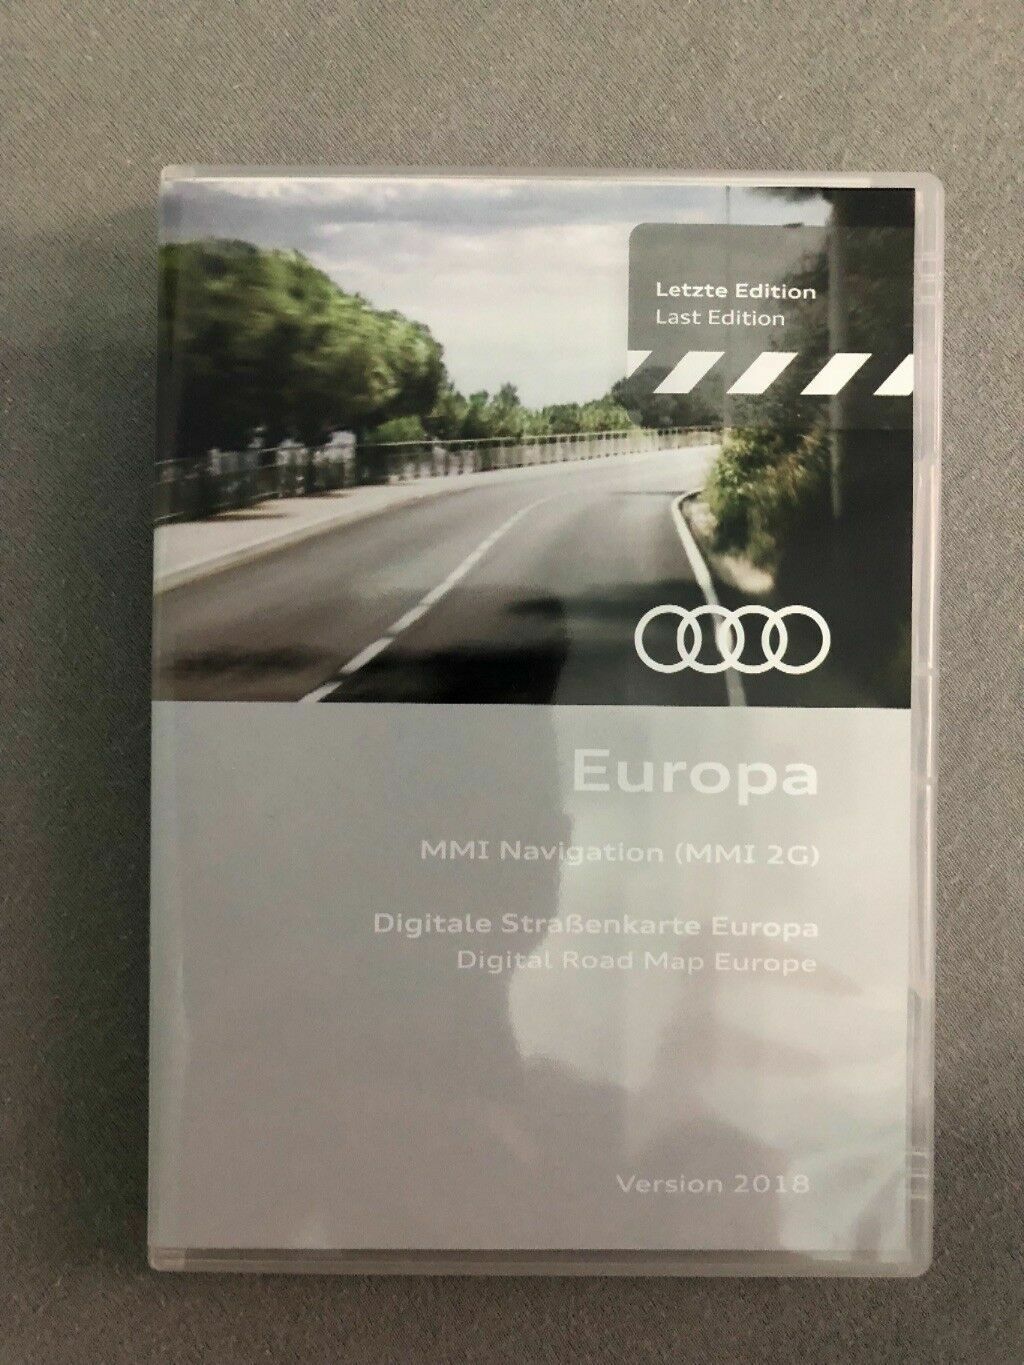 Letzte Edition
Last Edition
Europa
MMI Navigation (MMI 2G)
Digitale Straßenkarte Europa
Digital Road Map Europe
Version 2018